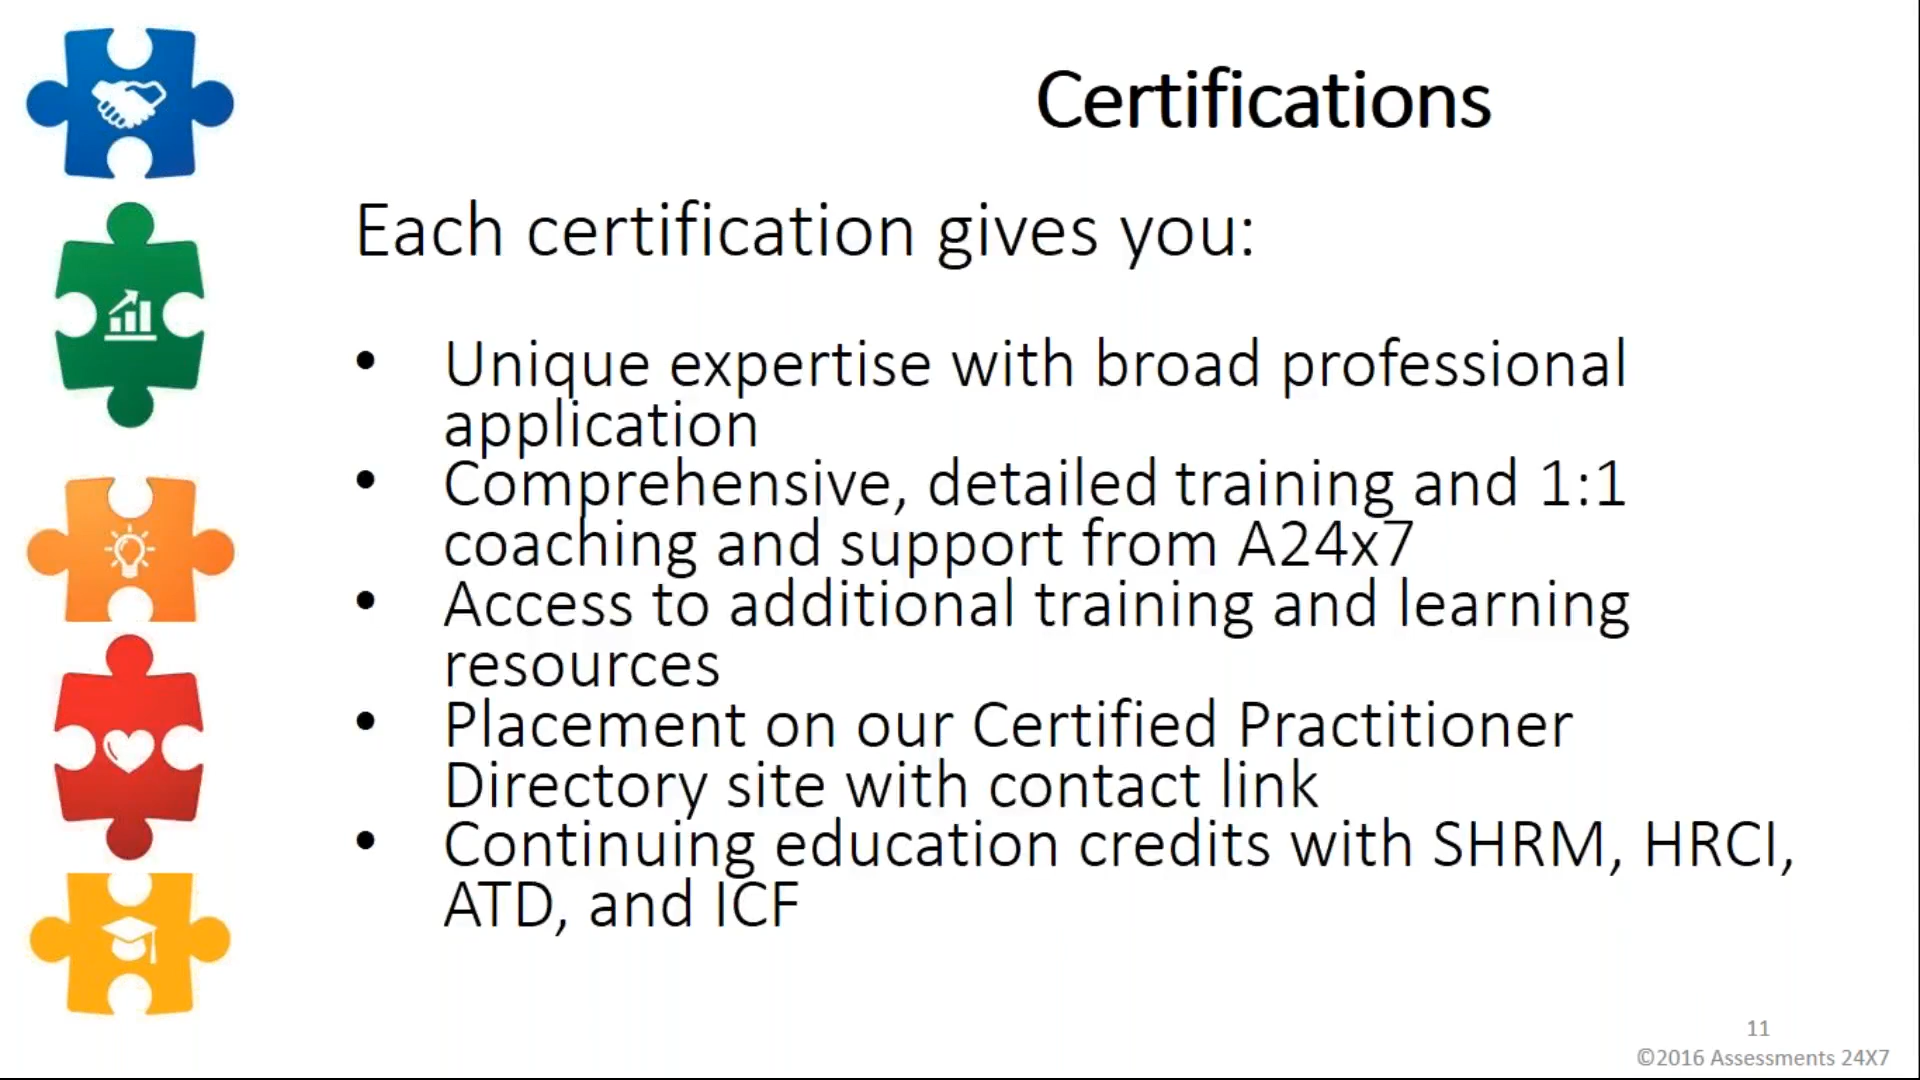 Certifications
Each certification gives you:
• Unique expertise with broad professional
application
• Comprehensive, detailed training and 1:1
coaching and support from A24x7
• Access to additional training and learning
resources
• Placement on our Certified Practitioner
Directory site with contact link
• Continuing education credits with SHRM, HRCI,
ATD, and ICF
11
©2016 Assessments 24X7